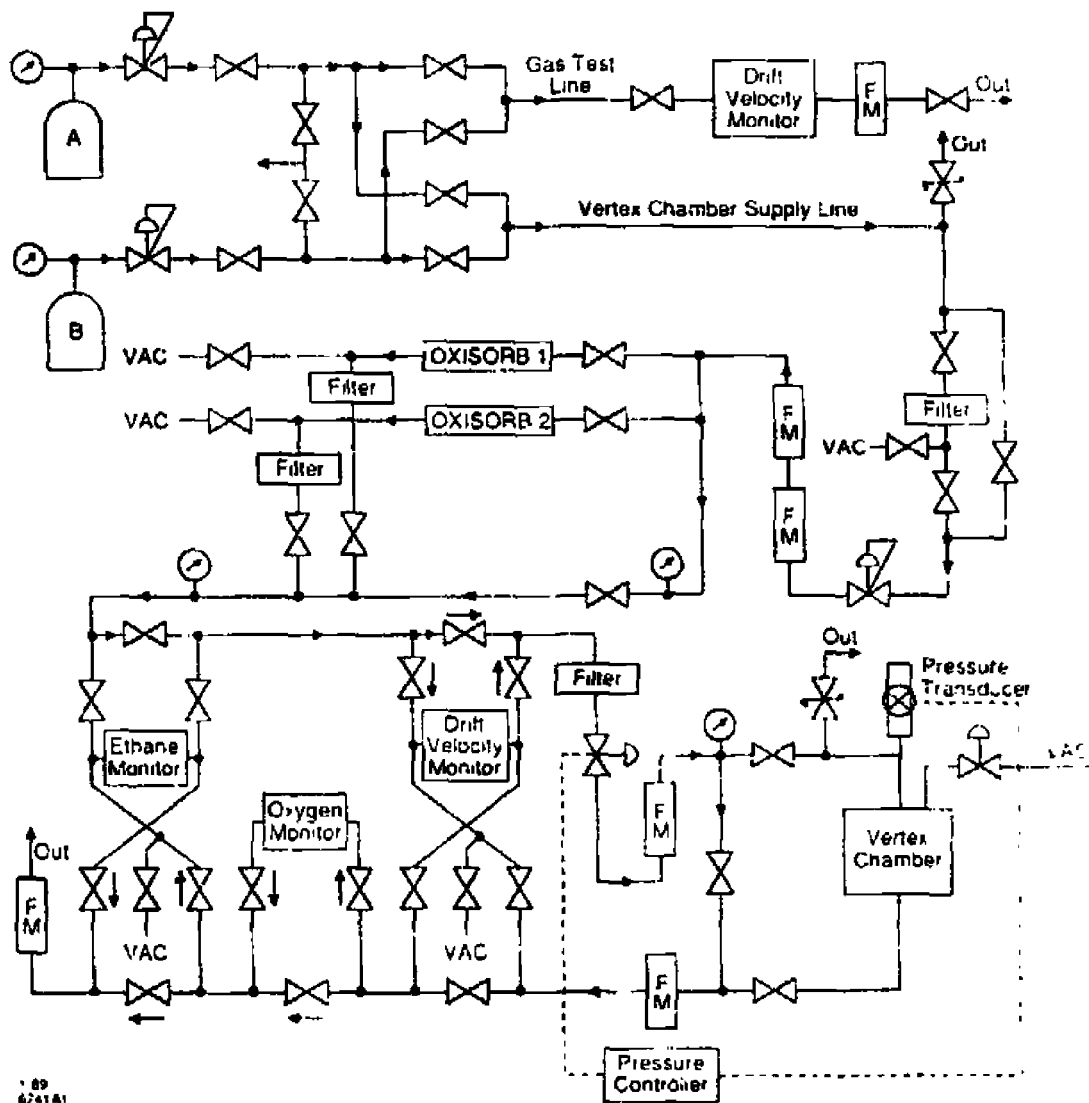 Gas Test
Line
Drift
Velocity
Monitor
F
M
Out
A
Out
Vertex Chamber Supply Line
B
VAC
OXISORB 1
Filter
VAC
OXISORB 2
Filter
F
M
F
M
Filter
VAC
Out
Pressure
Transducer
Filter
Ethane
Monitor
Drift
Velocity
Monitor
VAC
F
M
Oxygen
Monitor
Vertex
Chamber
Out
F
M
VAC
VAC
F
M
Pressure
Controller